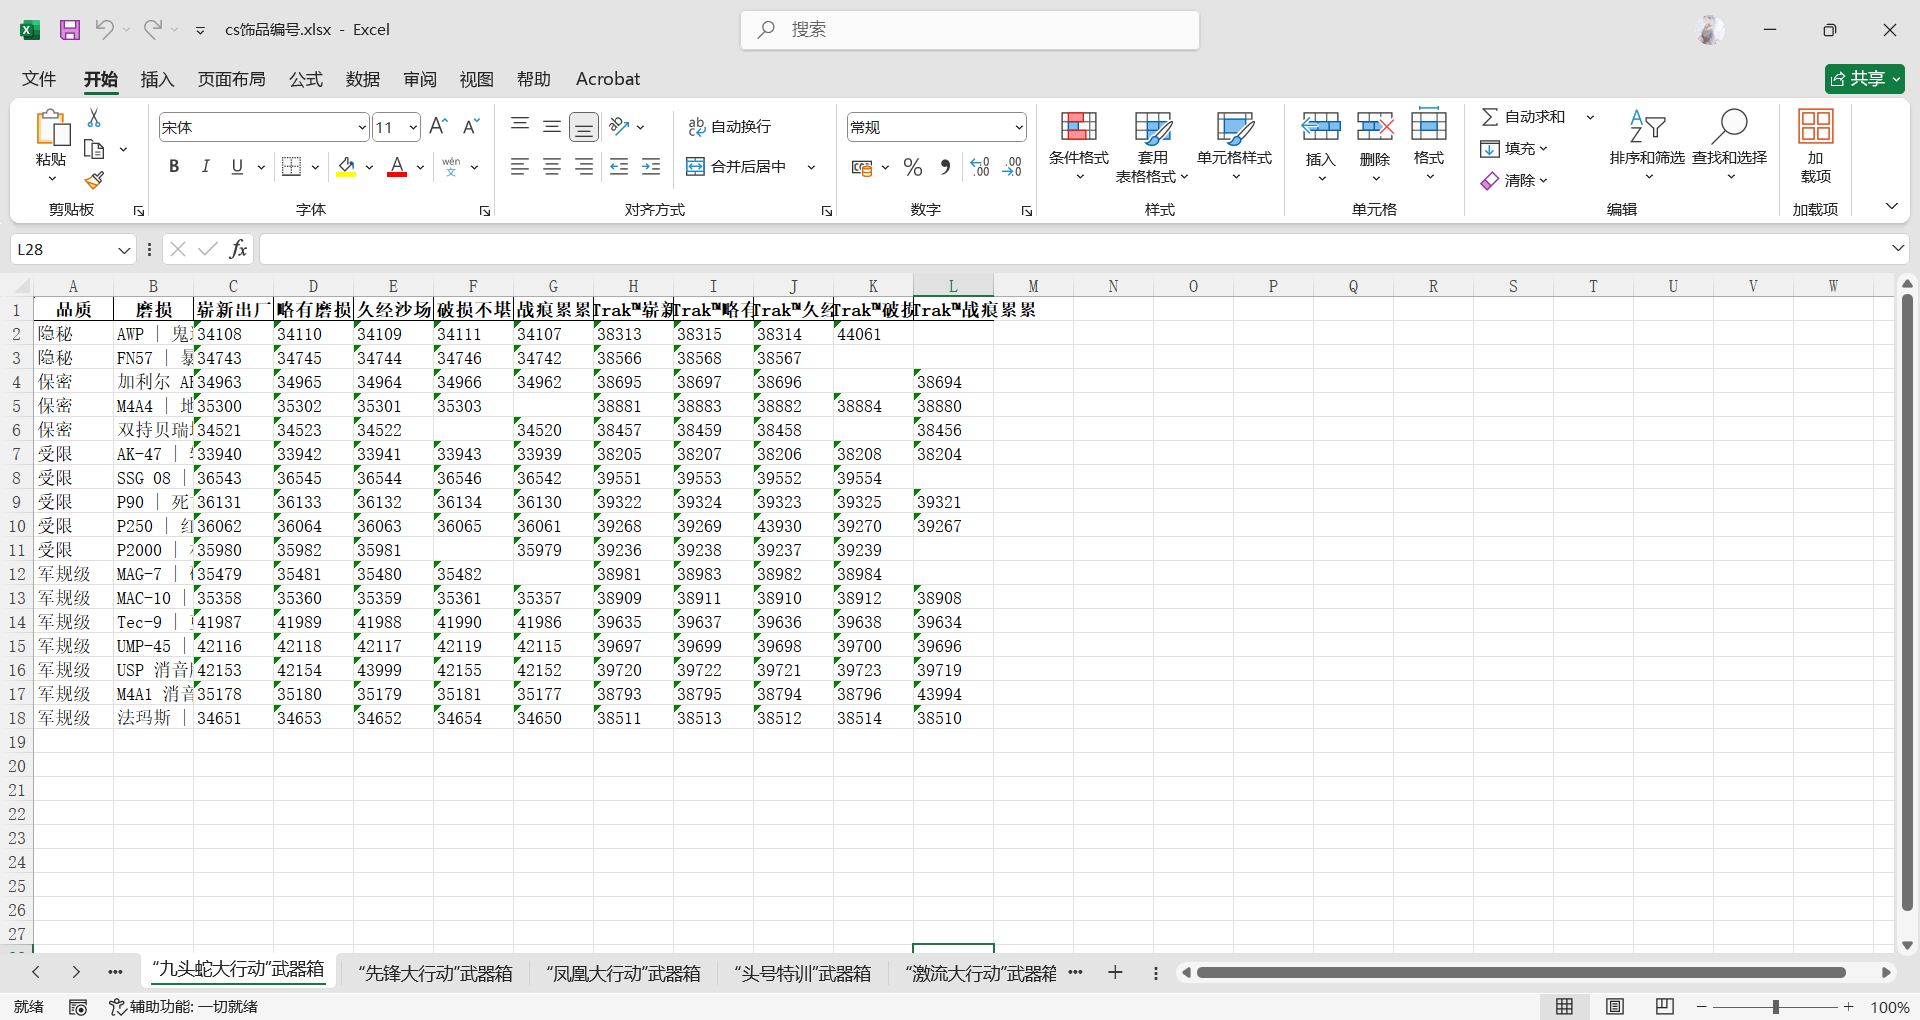 cs饰品编号.xlsx - Excel
搜索
文件 开始 插入 页面布局 公式 数据 审阅 视图 帮助 Acrobat 共享
粘贴 剪贴板
宋体 11 B I U wén 文 字体
自动换行 合并后居中 对齐方式
常规 % 数字
条件格式 套用 表格格式 单元格样式 样式
插入 删除 格式 单元格
自动求和 填充 清除 排序和筛选 查找和选择 编辑
加载项 加载项
L28 fx
A B C D E F G H I J K L M N O P Q R S T U V W
1 品质 磨损 崭新出厂 略有磨损 久经沙场 破损不堪 战痕累累 Trak™崭新 Trak™略有 Trak™久经 Trak™破损 Trak™战痕累累
2 隐秘 AWP | 鬼 34108 34110 34109 34111 34107 38313 38315 38314 44061
3 隐秘 FN57 | 暴 34743 34745 34744 34746 34742 38566 38568 38567
4 保密 加利尔 A 34963 34965 34964 34966 34962 38695 38697 38696 38694
5 保密 M4A4 | 地 35300 35302 35301 35303 38881 38883 38882 38884 38880
6 保密 双持贝瑞 34521 34523 34522 34520 38457 38459 38458 38456
7 受限 AK-47 | 33940 33942 33941 33943 33939 38205 38207 38206 38208 38204
8 受限 SSG 08 | 36543 36545 36544 36546 36542 39551 39553 39552 39554
9 受限 P90 | 死 36131 36133 36132 36134 36130 39322 39324 39323 39325 39321
10 受限 P250 | 红 36062 36064 36063 36065 36061 39268 39269 43930 39270 39267
11 受限 P2000 | 35980 35982 35981 35979 39236 39238 39237 39239
12 军规级 MAG-7 | 35479 35481 35480 35482 38981 38983 38982 38984
13 军规级 MAC-10 | 35358 35360 35359 35361 35357 38909 38911 38910 38912 38908
14 军规级 Tec-9 | 41987 41989 41988 41990 41986 39635 39637 39636 39638 39634
15 军规级 UMP-45 | 42116 42118 42117 42119 42115 39697 39699 39698 39700 39696
16 军规级 USP 消音 42153 42154 43999 42155 42152 39720 39722 39721 39723 39719
17 军规级 M4A1 消音 35178 35180 35179 35181 35177 38793 38795 38794 38796 43994
18 军规级 法玛斯 | 34651 34653 34652 34654 34650 38511 38513 38512 38514 38510
19
20
21
22
23
24
25
26
27
“九头蛇大行动”武器箱 “先锋大行动”武器箱 “凤凰大行动”武器箱 “头号特训”武器箱 “激流大行动”武器箱
就绪 辅助功能: 一切就绪 100%